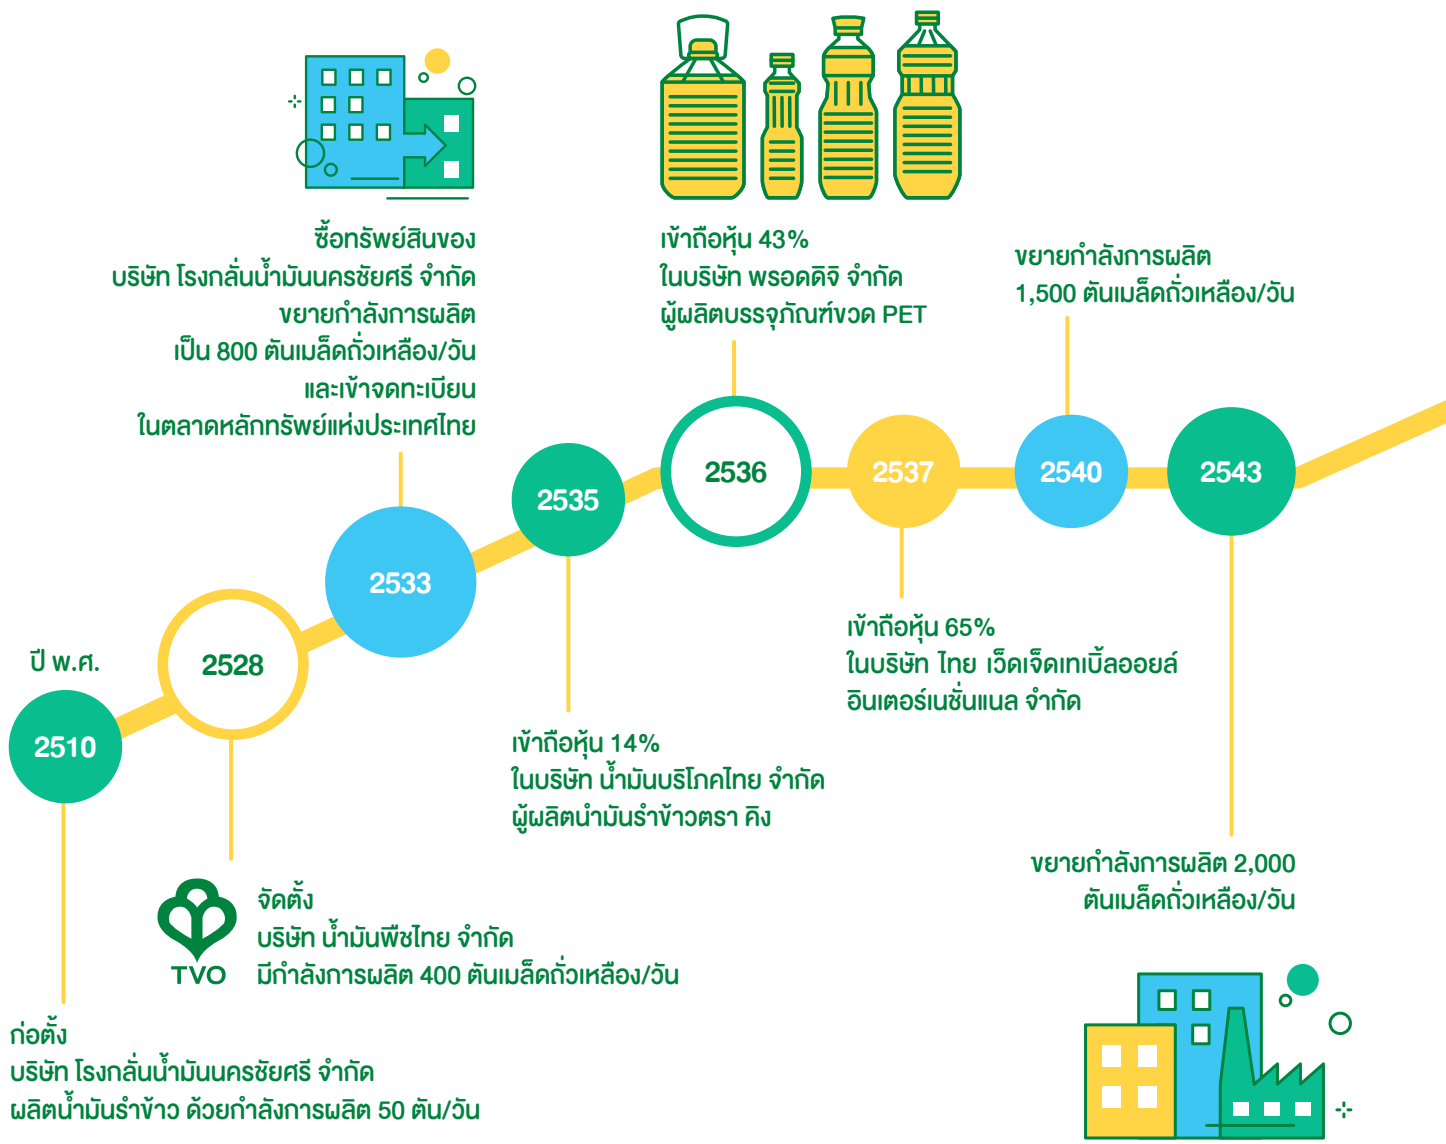 ปี พ.ศ.
2510
ก่อตั้ง
บริษัท โรงกลั่นน้ำมันนครชัยศรี จำกัด
ผลิตน้ำมันรำข้าว ด้วยกำลังการผลิต 50 ตัน/วัน
2528
TVO
จัดตั้ง
บริษัท น้ำมันพืชไทย จำกัด
มีกำลังการผลิต 400 ตันเมล็ดถั่วเหลือง/วัน
ซื้อทรัพย์สินของ
บริษัท โรงกลั่นน้ำมันนครชัยศรี จำกัด
ขยายกำลังการผลิต
เป็น 800 ตันเมล็ดถั่วเหลือง/วัน
และเข้าจดทะเบียน
ในตลาดหลักทรัพย์แห่งประเทศไทย
2533
2535
เข้าถือหุ้น 14%
ในบริษัท น้ำมันบริโภคไทย จำกัด
ผู้ผลิตนำมันรำข้าวตรา คิง
เข้าถือหุ้น 43%
ในบริษัท พรอดดิจิ จำกัด
ผู้ผลิตบรรจุภัณฑ์ขวด PET
2536
2537
เข้าถือหุ้น 65%
ในบริษัท ไทย เว็ดเจ็ดเทเบิ้ลออยล์
อินเตอร์เนชั่นแนล จำกัด
ขยายกำลังการผลิต
1,500 ตันเมล็ดถั่วเหลือง/วัน
2540
2543
ขยายกำลังการผลิต 2,000
ตันเมล็ดถั่วเหลือง/วัน